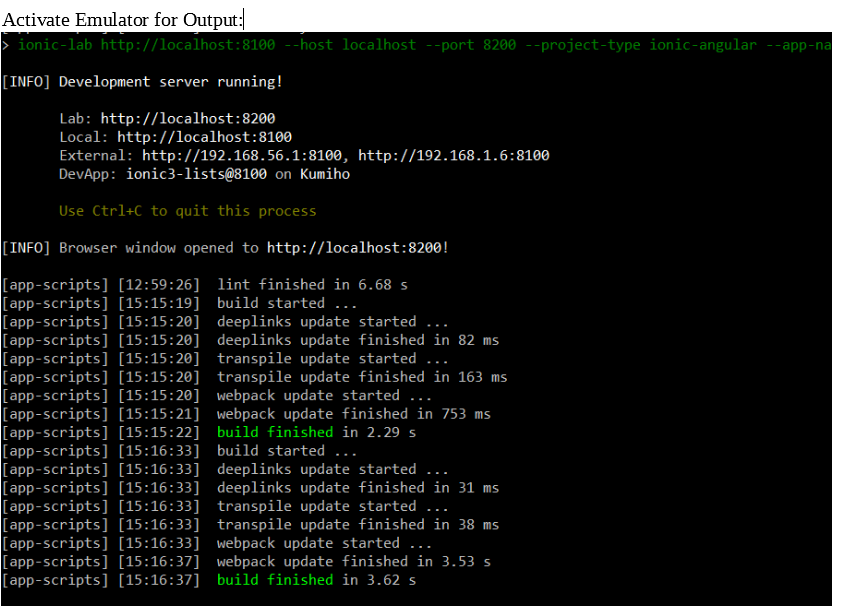 Activate Emulator for Output:
> ionic-lab http://localhost:8100 --host localhost --port 8200 --project-type ionic-angular --app-na
[INFO] Development server running!
Lab: http://localhost:8200
Local: http://localhost:8100
External: http://192.168.56.1:8100, http://192.168.1.6:8100
DevApp: ionic3-lists@8100 on Kumiho
Use Ctrl+C to quit this process
[INFO] Browser window opened to http://localhost:8200!
[app-scripts] [12:59:26]  lint finished in 6.68 s
[app-scripts] [15:15:19]  build started ...
[app-scripts] [15:15:20]  deeplinks update started ...
[app-scripts] [15:15:20]  deeplinks update finished in 82 ms
[app-scripts] [15:15:20]  transpile update started ...
[app-scripts] [15:15:20]  transpile update finished in 163 ms
[app-scripts] [15:15:20]  webpack update started ...
[app-scripts] [15:15:21]  webpack update finished in 753 ms
[app-scripts] [15:15:22]  build finished in 2.29 s
[app-scripts] [15:16:33]  build started ...
[app-scripts] [15:16:33]  deeplinks update started ...
[app-scripts] [15:16:33]  deeplinks update finished in 31 ms
[app-scripts] [15:16:33]  transpile update started ...
[app-scripts] [15:16:33]  transpile update finished in 38 ms
[app-scripts] [15:16:33]  webpack update started ...
[app-scripts] [15:16:37]  webpack update finished in 3.53 s
[app-scripts] [15:16:37]  build finished in 3.62 s